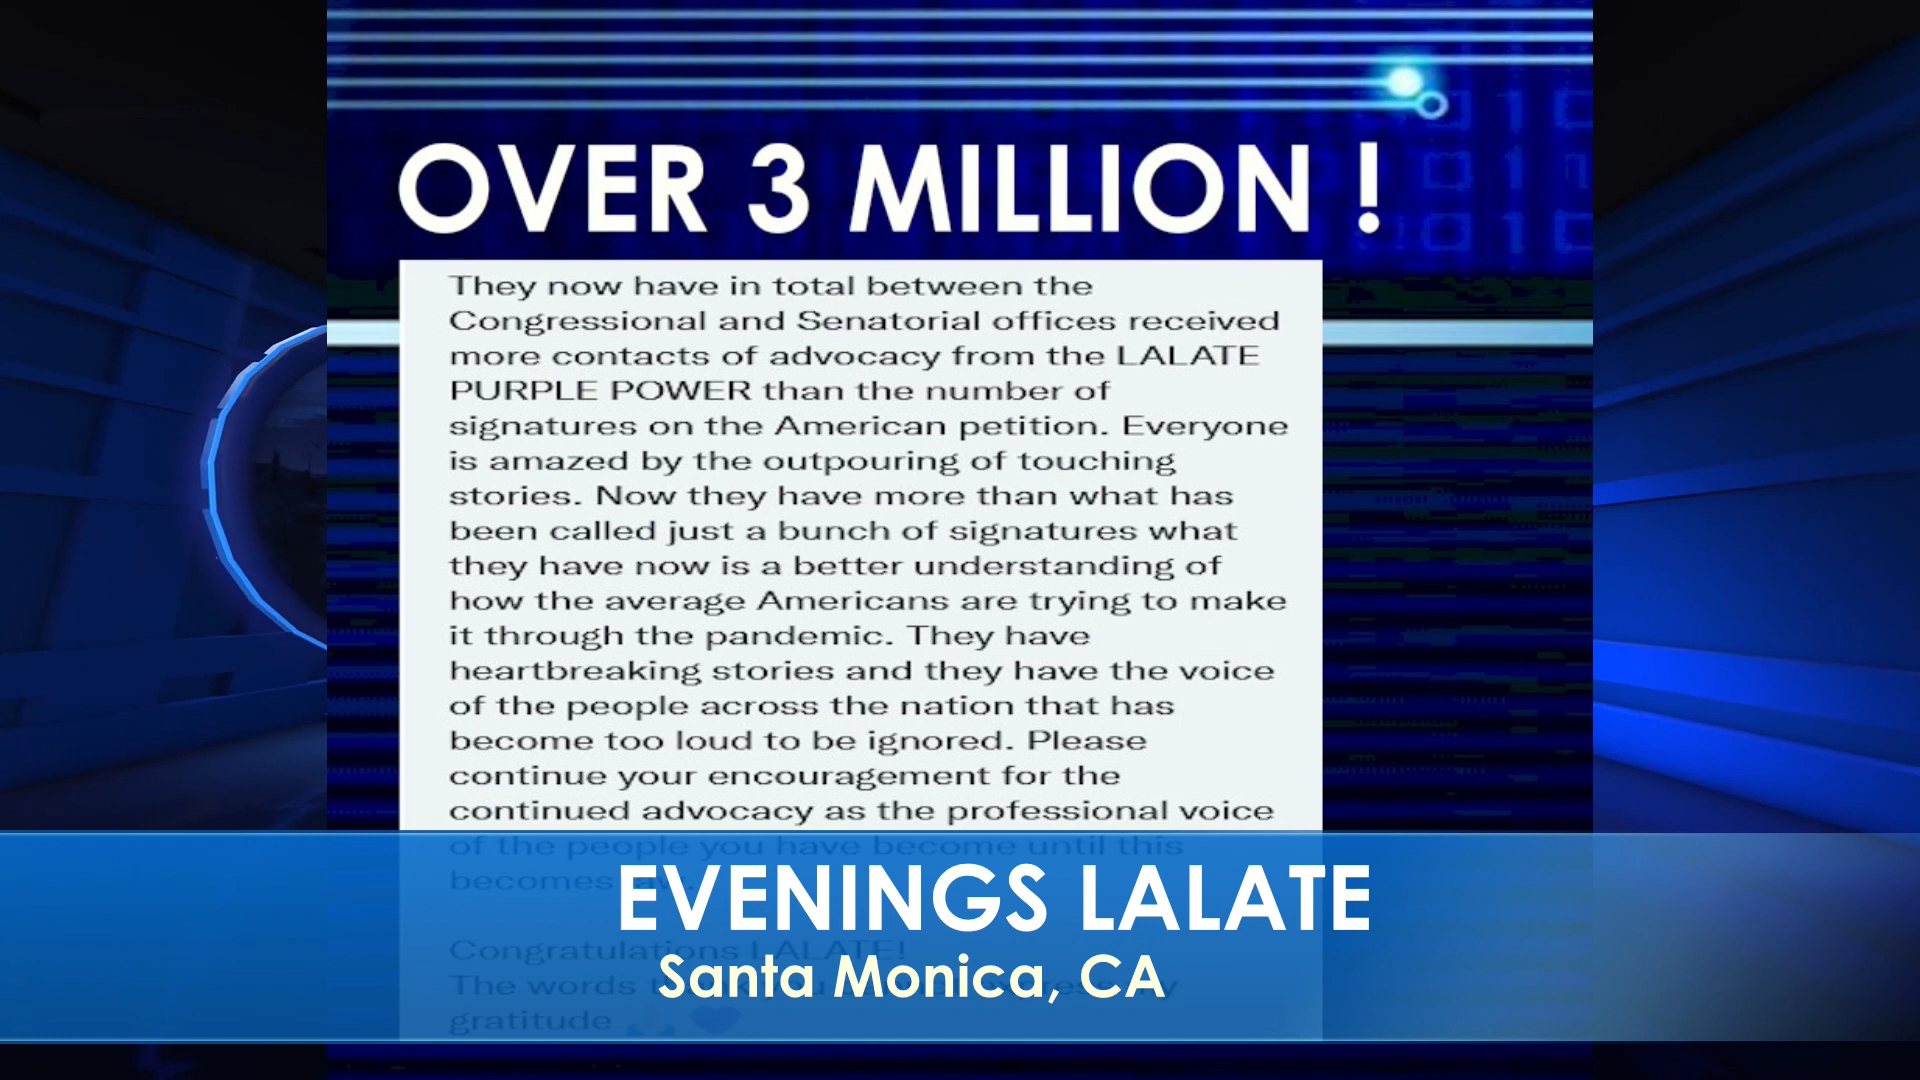 OVER 3 MILLION !
They now have in total between the
Congressional and Senatorial offices received
more contacts of advocacy from the LALATE
PURPLE POWER than the number of
signatures on the American petition. Everyone
is amazed by the outpouring of touching
stories. Now they have more than what has
been called just a bunch of signatures what
they have now is a better understanding of
how the average Americans are trying to make
it through the pandemic. They have
heartbreaking stories and they have the voice
of the people across the nation that has
become too loud to be ignored. Please
continue your encouragement for the
continued advocacy as the professional voice
of the people you have become until this
becomes
EVENINGS LALATE
Congratulations LALATE!
Santa Monica, CA
The words
gratitude